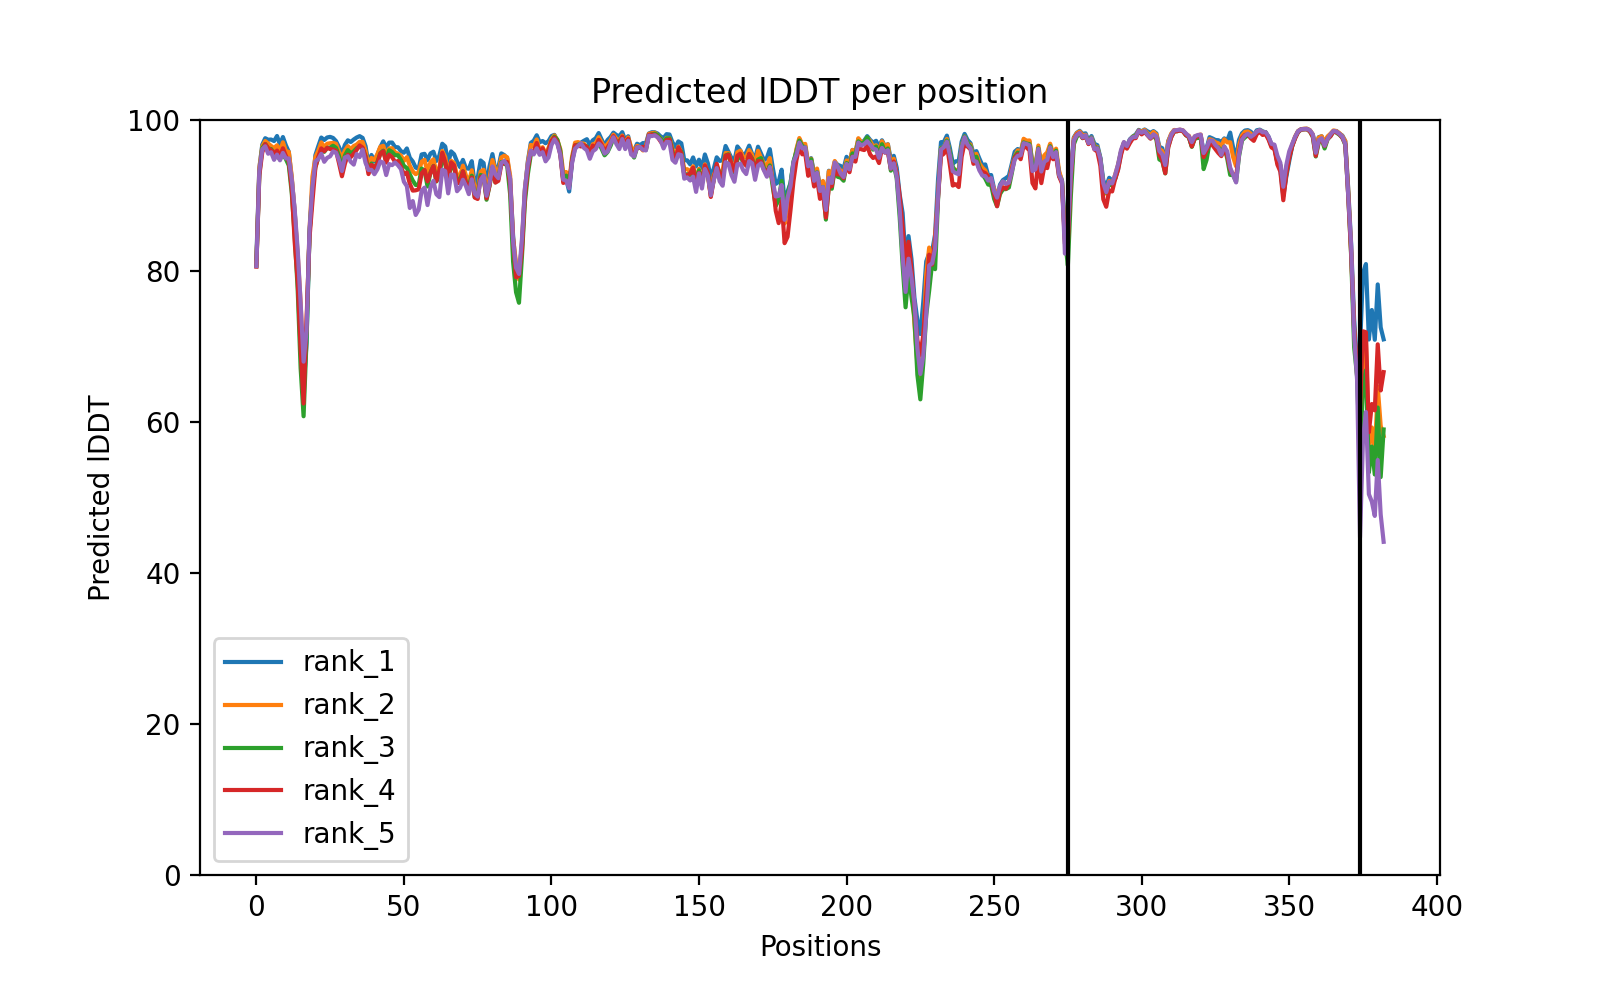 Predicted lDDT per position
100
80
60
40
20
0
Predicted lDDT
rank_1
rank_2
rank_3
rank_4
rank_5
0 50 100 150 200 250 300 350 400
Positions